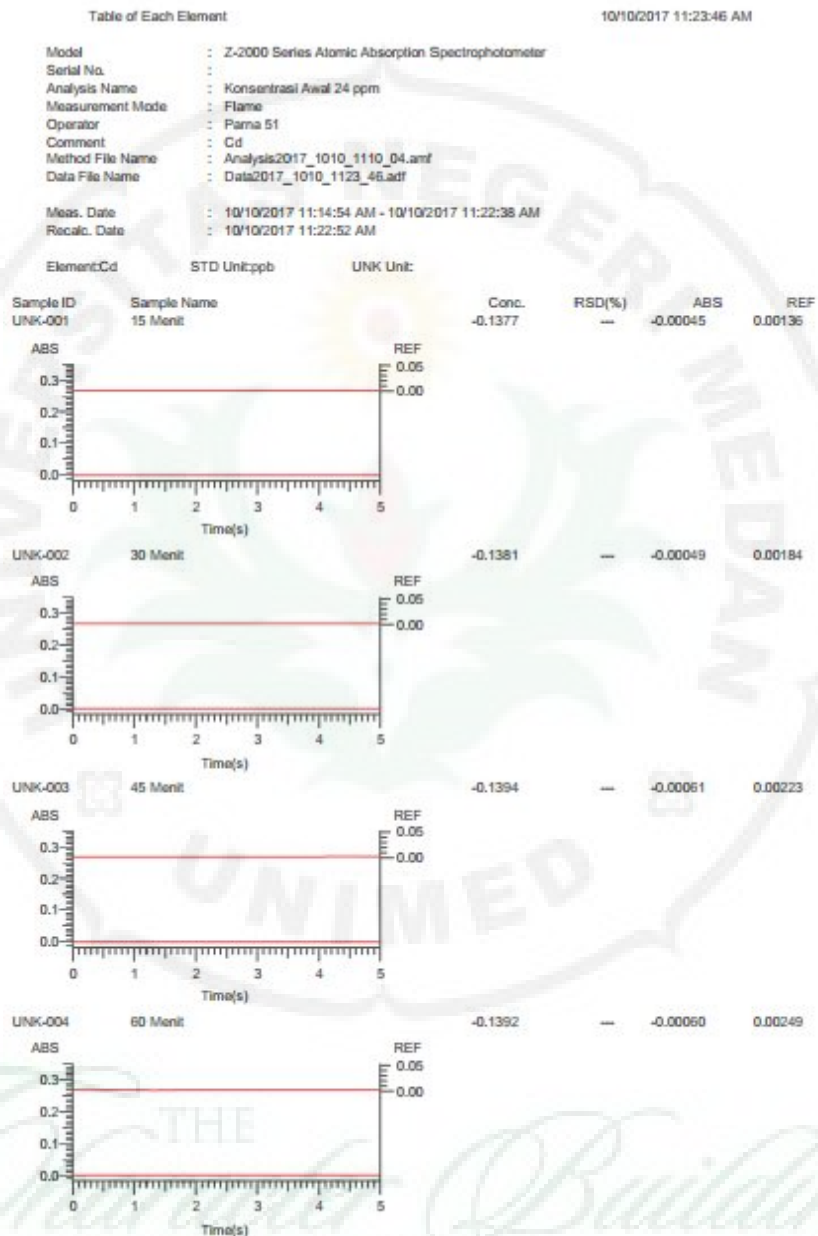 Table of Each Element 10/10/2017 11:23:46 AM
Model : Z-2000 Series Atomic Absorption Spectrophotometer
Serial No. :
Analysis Name : Konsentrasi Awal 24 ppm
Measurement Mode : Flame
Operator : Parna 51
Comment : Cd
Method File Name : Analysis2017_1010_1110_04.amf
Data File Name : Data2017_1010_1123_46.adf
Meas. Date : 10/10/2017 11:14:54 AM - 10/10/2017 11:22:38 AM
Recalc. Date : 10/10/2017 11:22:52 AM
Element:Cd STD Unit:ppb UNK Unit:
Sample ID Sample Name Conc. RSD(%) ABS REF
UNK-001 15 Menit -0.1377 --- -0.00045 0.00136
ABS REF
0.05
0.3
0.00
0.2
0.1
0.0
0 1 2 3 4 5
Time(s)
UNK-002 30 Menit -0.1381 --- -0.00049 0.00184
ABS REF
0.05
0.3
0.00
0.2
0.1
0.0
0 1 2 3 4 5
Time(s)
UNK-003 45 Menit -0.1394 --- -0.00061 0.00223
ABS REF
0.05
0.3
0.00
0.2
0.1
0.0
0 1 2 3 4 5
Time(s)
UNK-004 60 Menit -0.1392 --- -0.00060 0.00249
ABS REF
0.05
0.3
0.00
0.2
0.1
0.0
0 1 2 3 4 5
Time(s)
UNIVERSITAS NEGERI MEDAN
UNIMED
THE
Character Buildin